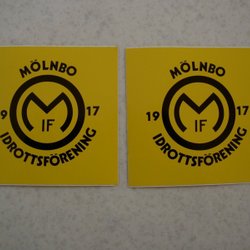 MÖLNBO
19 17
M
IF
IDROTTSFÖRENING
MÖLNBO
19 17
M
IF
IDROTTSFÖRENING